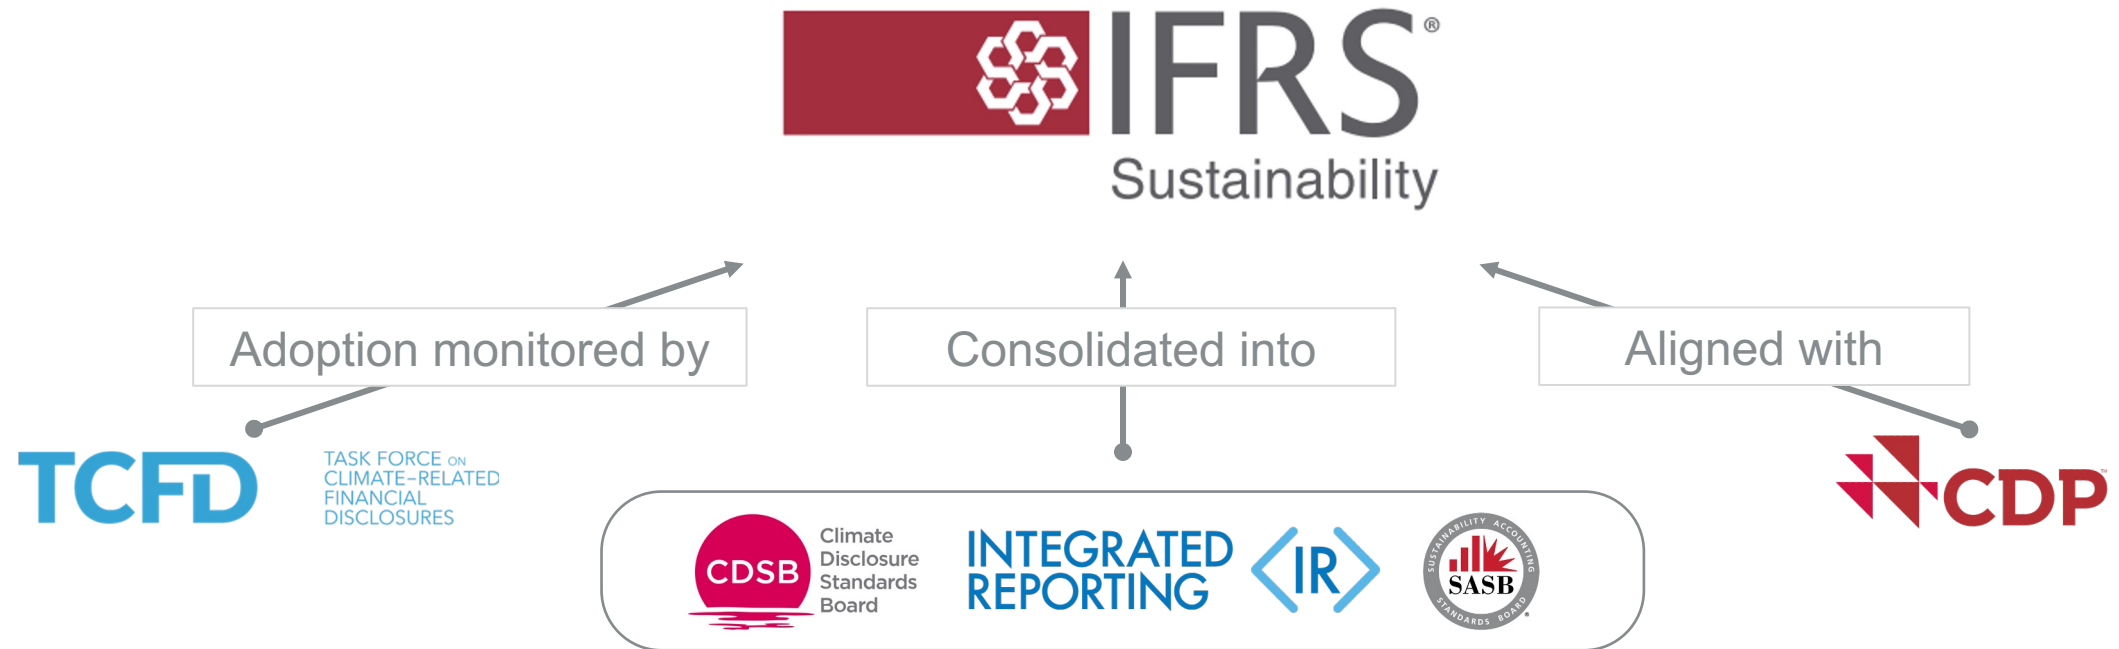 IFRS®
Sustainability
Adoption monitored by
Consolidated into
Aligned with
TCFD
TASK FORCE ON
CLIMATE-RELATED
FINANCIAL
DISCLOSURES
CDSB
Climate
Disclosure
Standards
Board
INTEGRATED
REPORTING
<IR>
SUSTAINABILITY ACCOUNTING
SASB
STANDARDS BOARD
®
CDP™